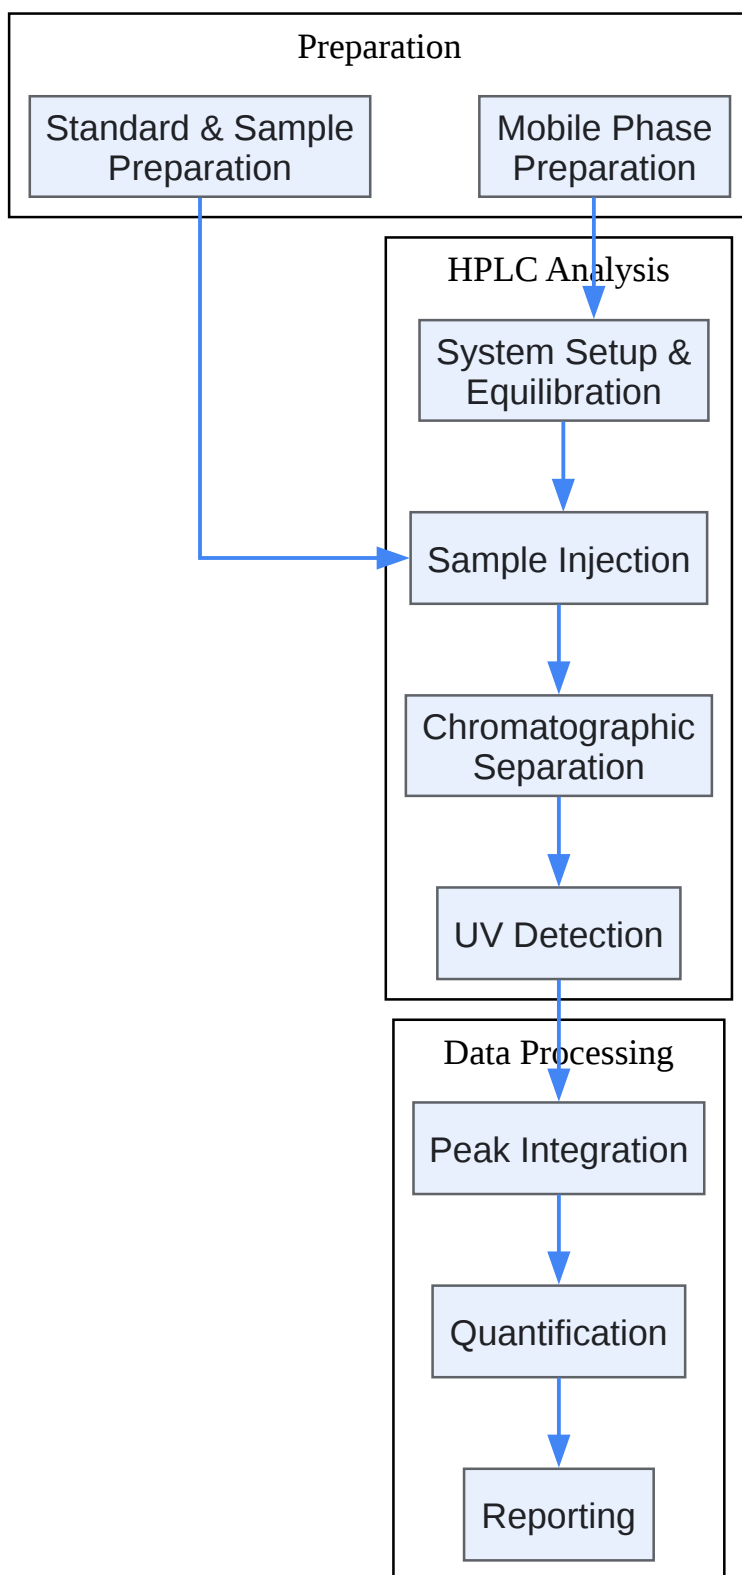 Preparation
Standard & Sample
Preparation
Mobile Phase
Preparation
HPLC Analysis
System Setup &
Equilibration
Sample Injection
Chromatographic
Separation
UV Detection
Data Processing
Peak Integration
Quantification
Reporting